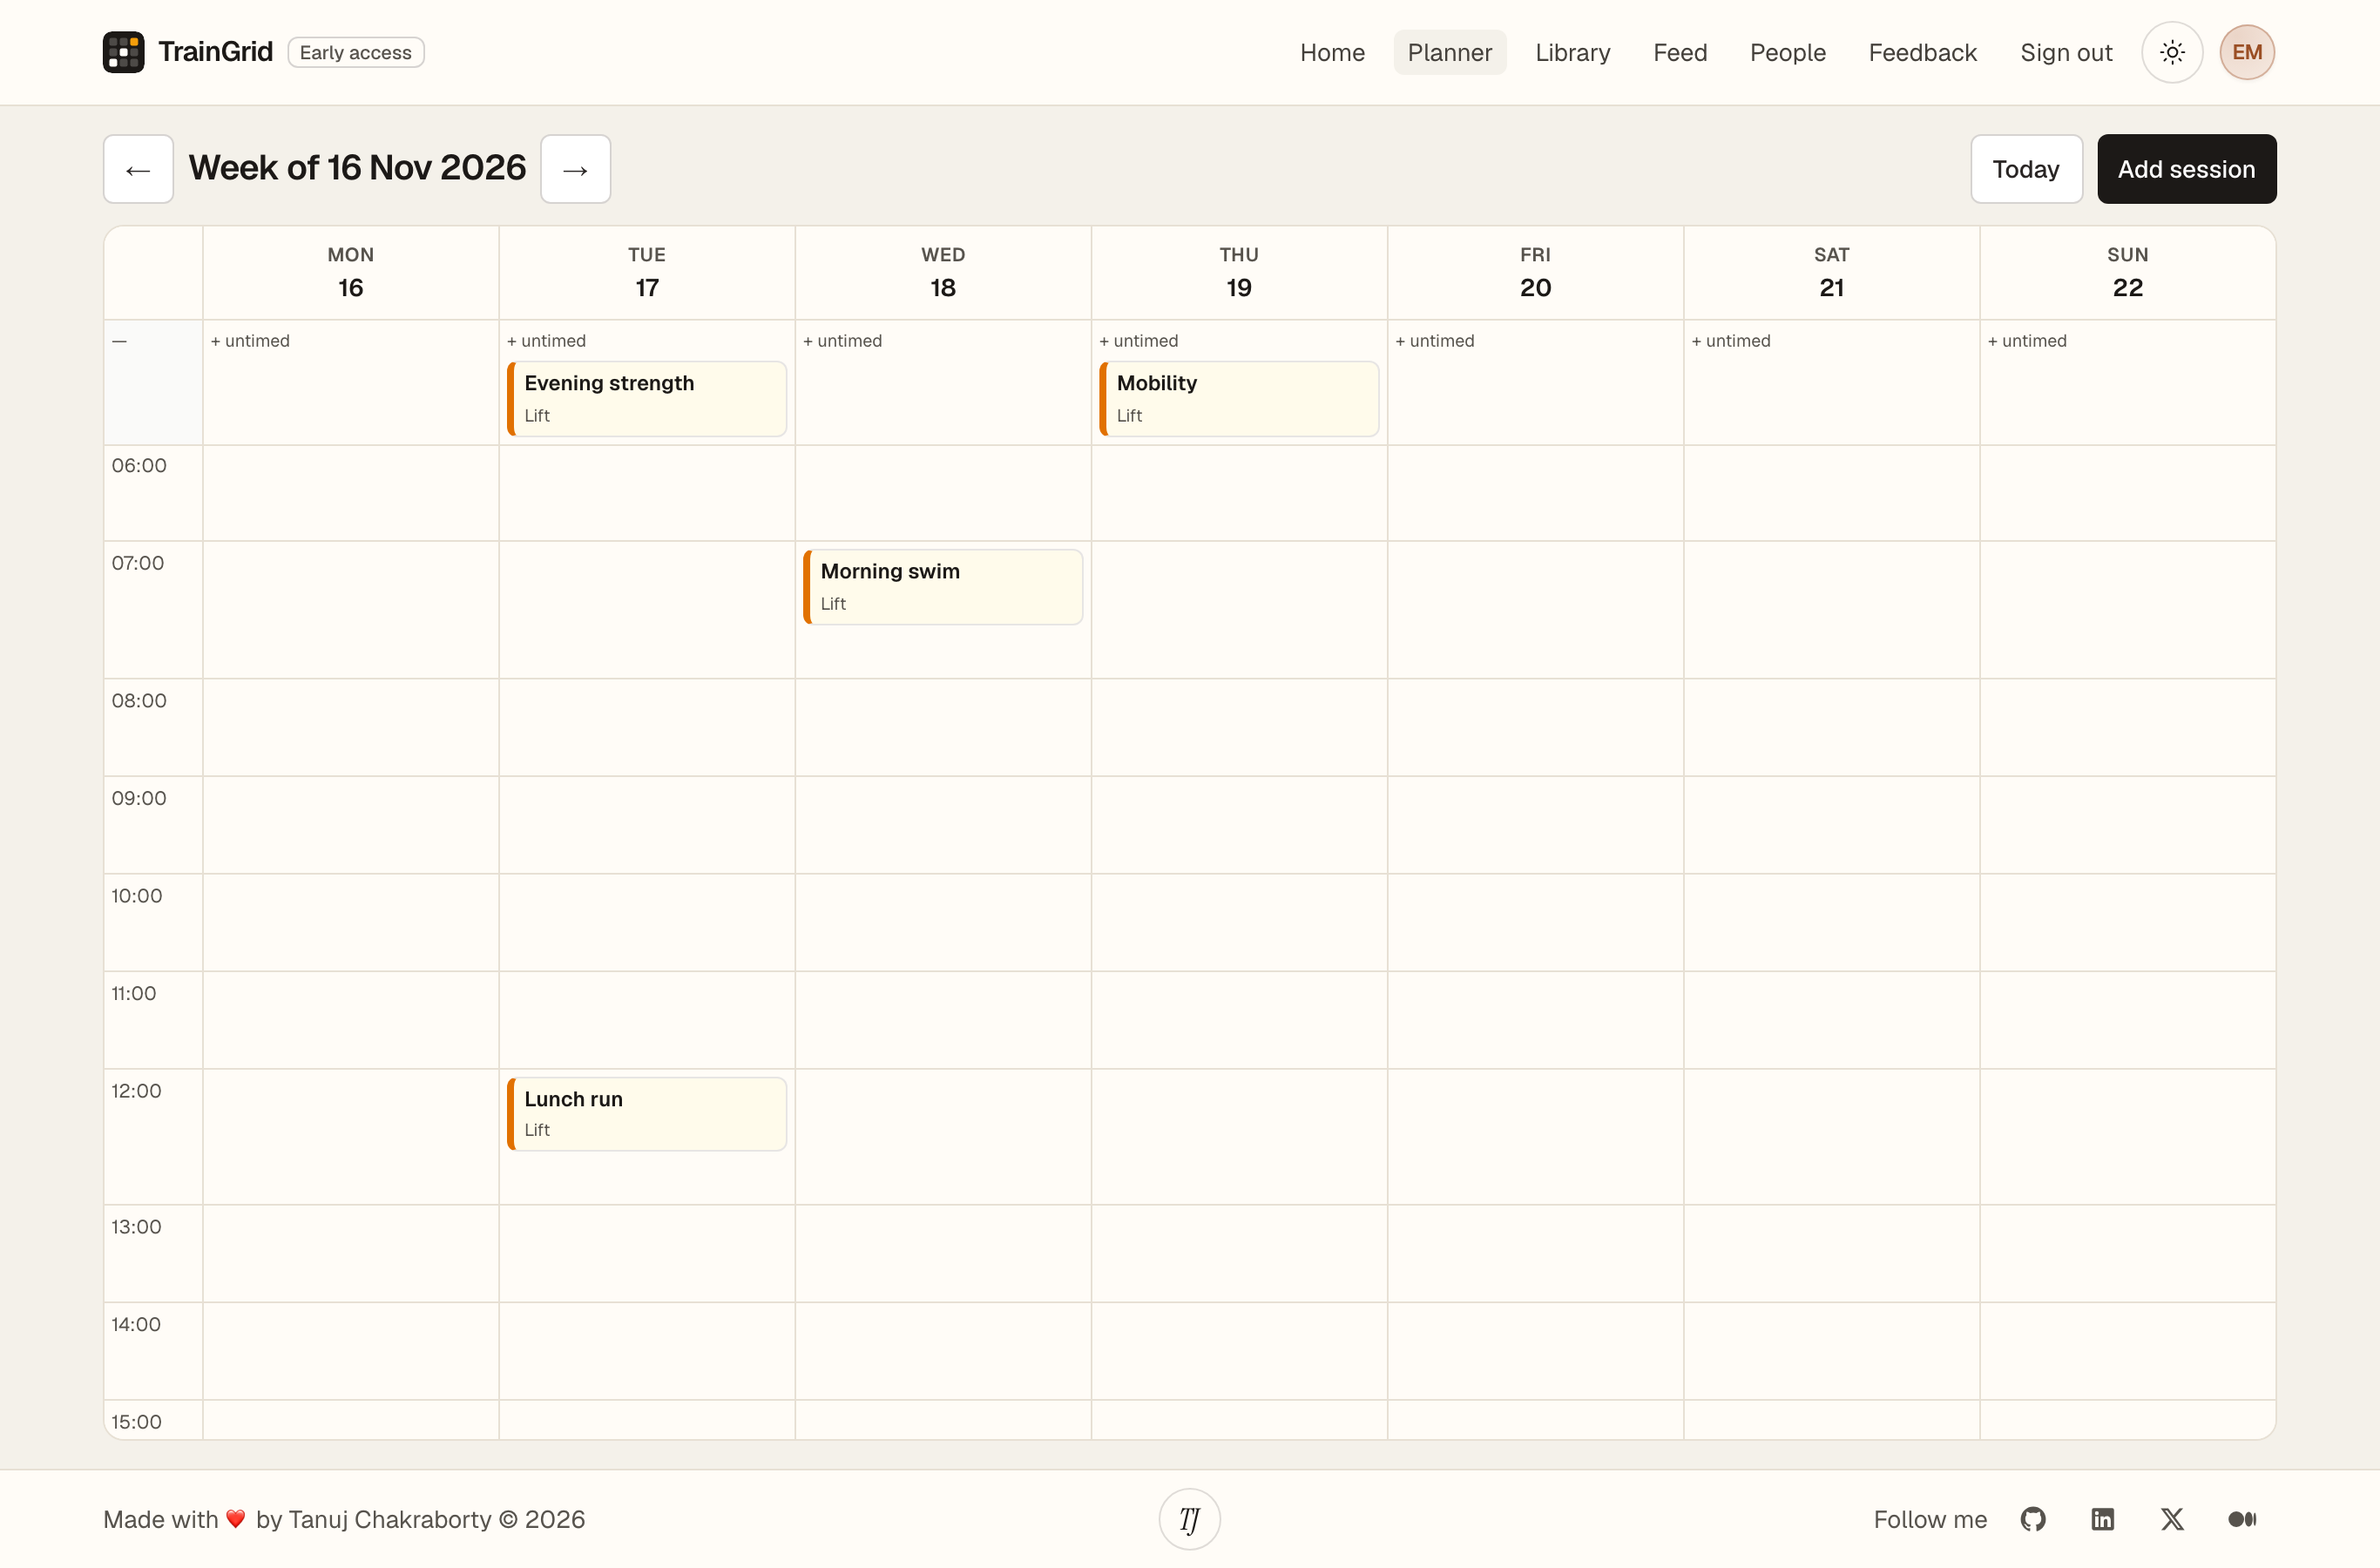 TrainGrid Early access Home Planner Library Feed People Feedback Sign out EM
← Week of 16 Nov 2026 → Today Add session
MON TUE WED THU FRI SAT SUN
16 17 18 19 20 21 22
— + untimed + untimed + untimed + untimed + untimed + untimed + untimed
Evening strength Mobility
Lift Lift
06:00
07:00 Morning swim
Lift
08:00
09:00
10:00
11:00
12:00 Lunch run
Lift
13:00
14:00
15:00
Made with ❤️ by Tanuj Chakraborty © 2026 TJ Follow me